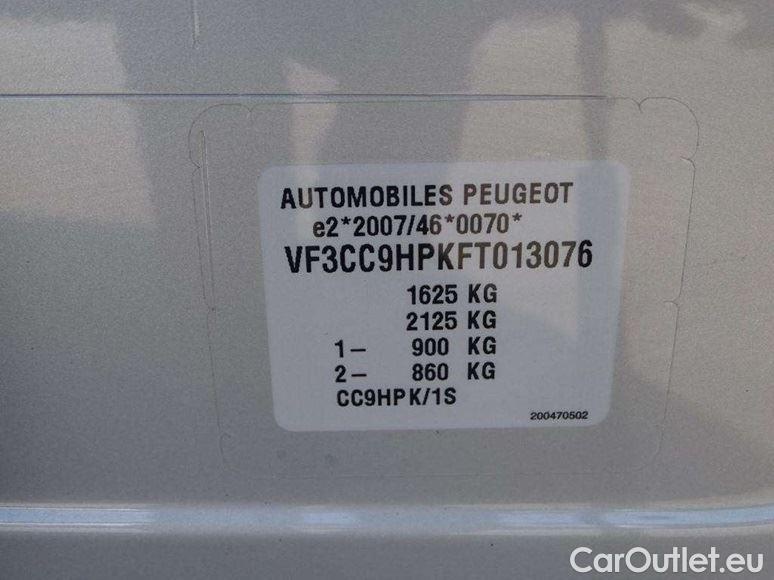 AUTOMOBILES PEUGEOT
e2*2007/46*0070*
VF3CC9HPKFT013076
1625 KG
2125 KG
1- 900 KG
2- 860 KG
CC9HPK/1S
200470502
CarOutlet.eu